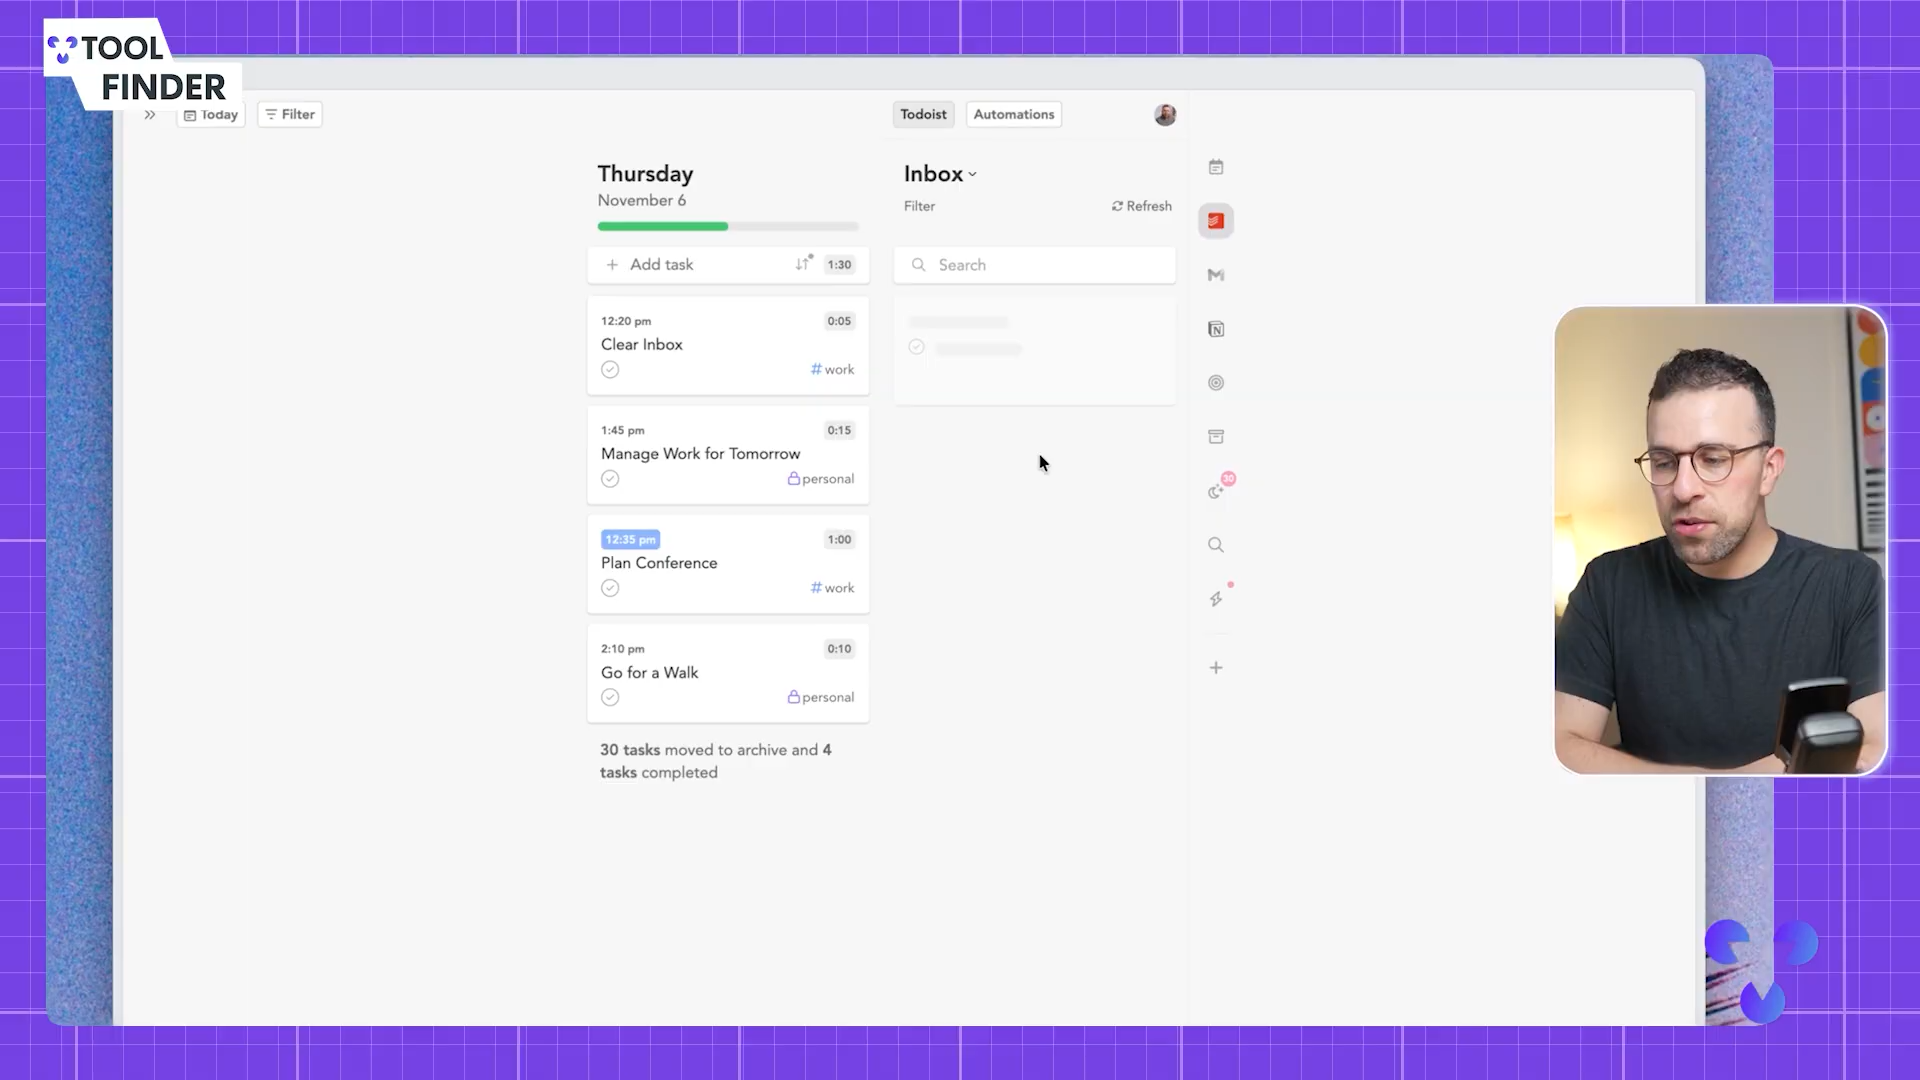 TOOL
FINDER
Today
Filter
Todoist
Automations
Thursday
November 6
Inbox
Filter
Refresh
Add task
1:30
Search
12:20 pm
0:05
Clear Inbox
# work
1:45 pm
0:15
Manage Work for Tomorrow
personal
12:35 pm
1:00
Plan Conference
# work
2:10 pm
0:10
Go for a Walk
personal
30 tasks moved to archive and 4
tasks completed
30